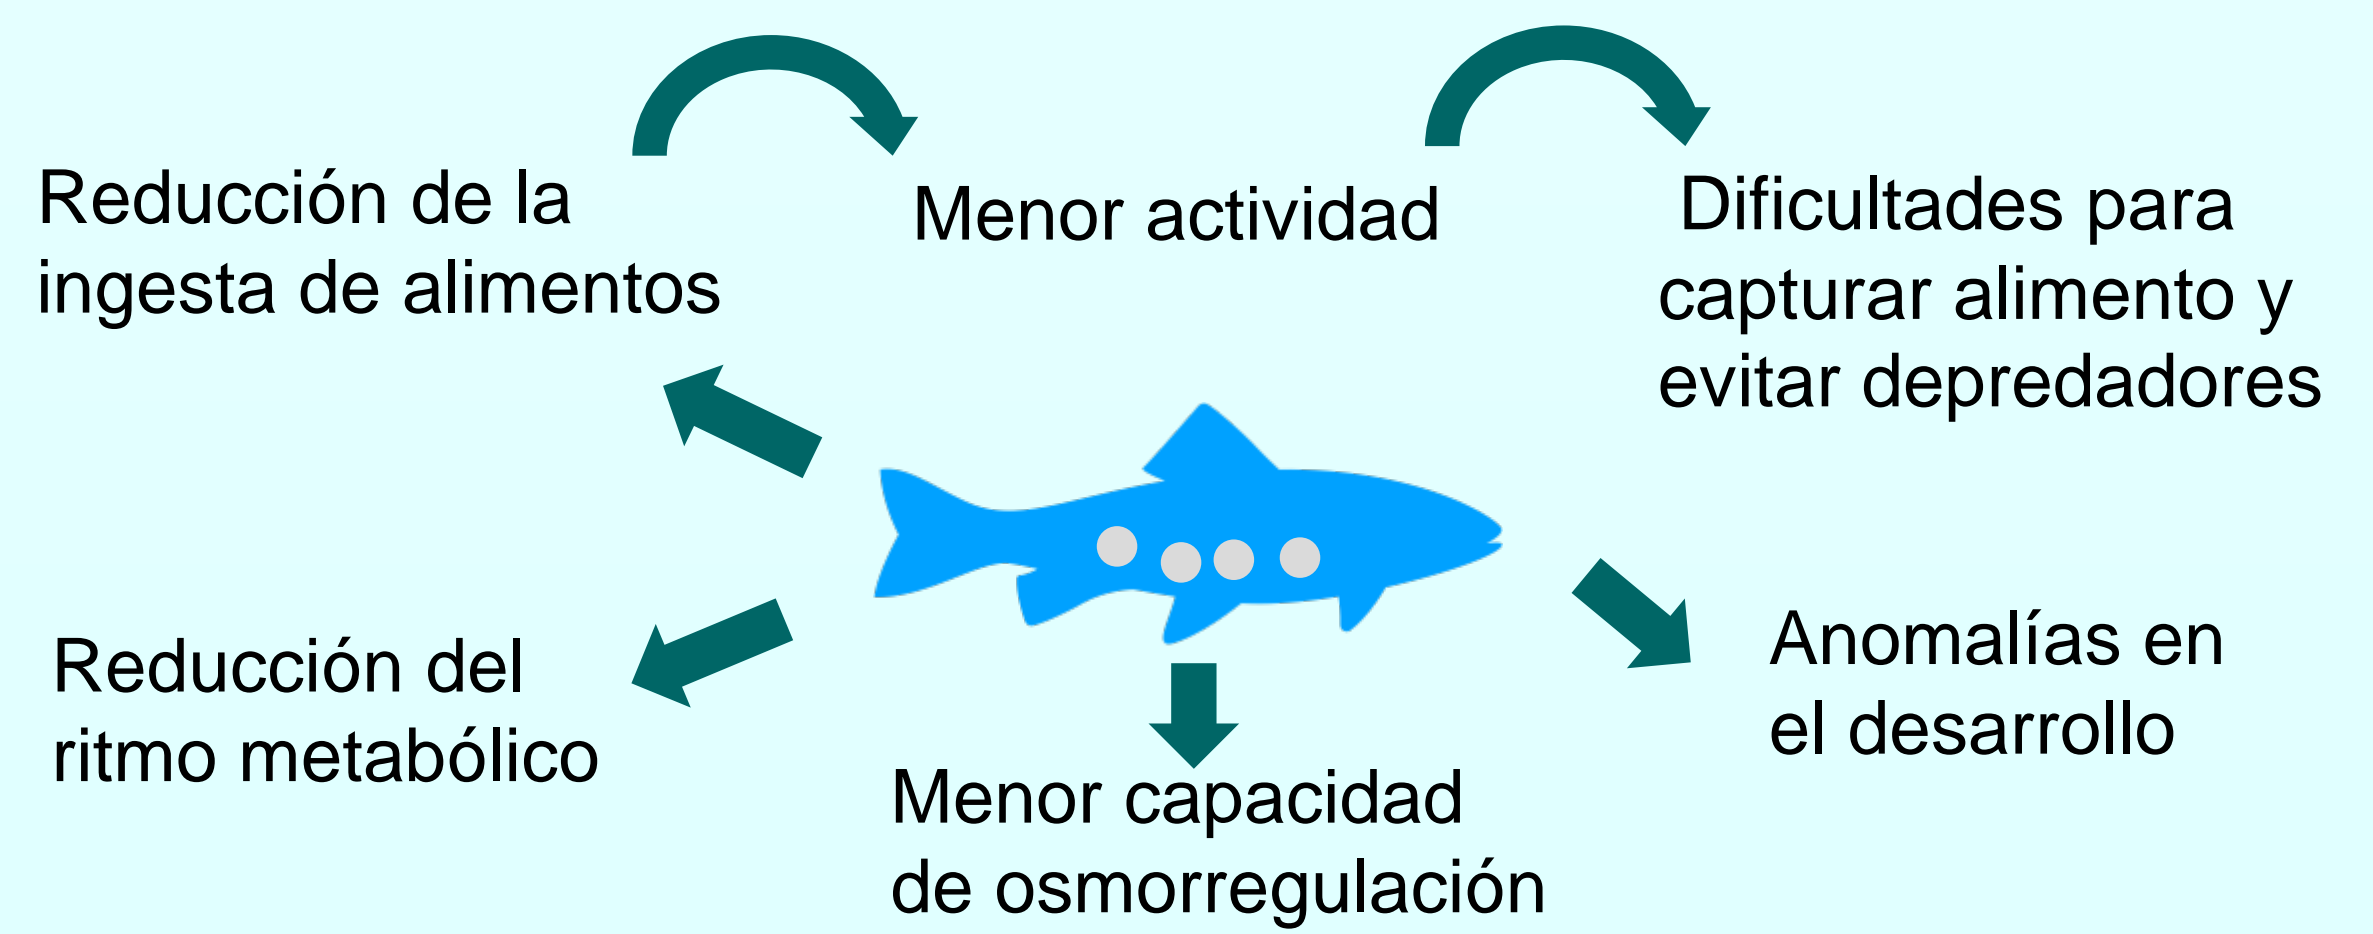 Reducción de la
ingesta de alimentos
Menor actividad
Dificultades para
capturar alimento y
evitar depredadores
Reducción del
ritmo metabólico
Menor capacidad
de osmorregulación
Anomalías en
el desarrollo